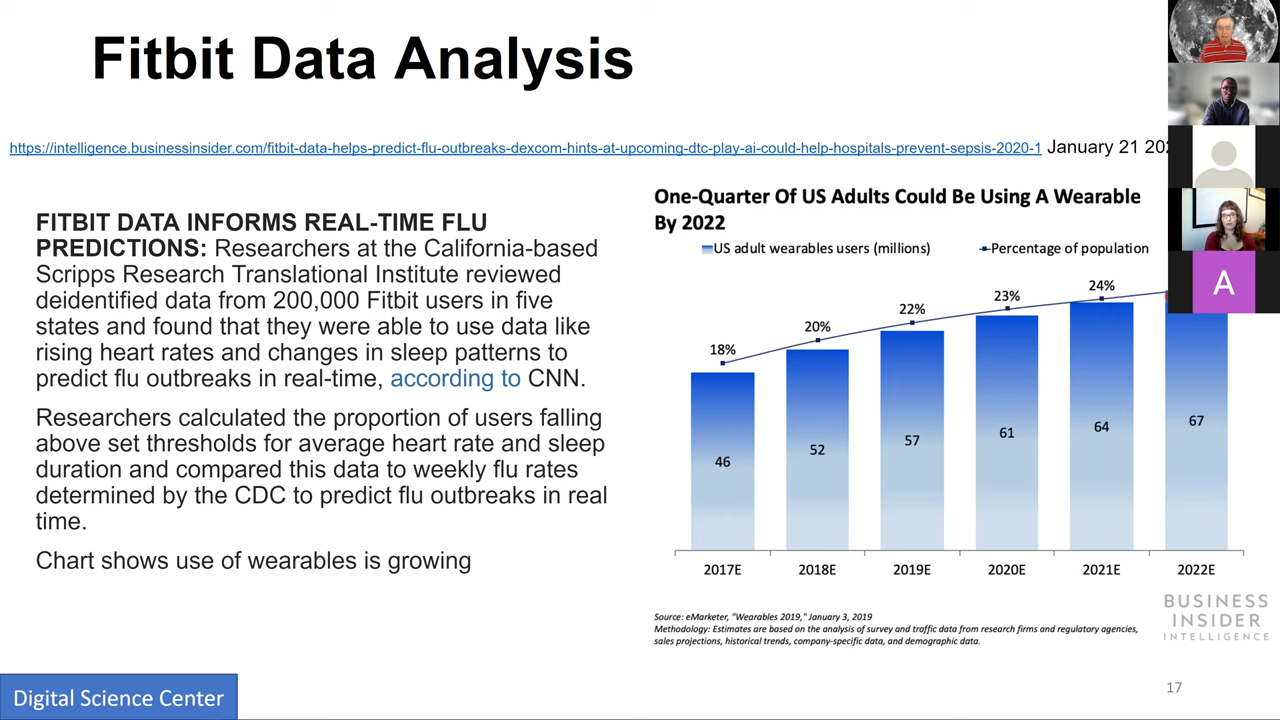 Fitbit Data Analysis
https://intelligence.businessinsider.com/fitbit-data-helps-predict-flu-outbreaks-dexcom-hints-at-upcoming-dtc-play-ai-could-help-hospitals-prevent-sepsis-2020-1 January 21
FITBIT DATA INFORMS REAL-TIME FLU
PREDICTIONS: Researchers at the California-based
Scripps Research Translational Institute reviewed
deidentified data from 200,000 Fitbit users in five
states and found that they were able to use data like
rising heart rates and changes in sleep patterns to
predict flu outbreaks in real-time, according to CNN.
Researchers calculated the proportion of users falling
above set thresholds for average heart rate and sleep
duration and compared this data to weekly flu rates
determined by the CDC to predict flu outbreaks in real
time.
Chart shows use of wearables is growing
One-Quarter Of US Adults Could Be Using A Wearable
By 2022
US adult wearables users (millions) Percentage of population
18% 20% 22% 23% 24%
46 52 57 61 64 67
2017E 2018E 2019E 2020E 2021E 2022E
Source: eMarketer, "Wearables 2019," January 3, 2019
Methodology: Estimates are based on the analysis of survey and traffic data from research firms and regulatory agencies,
sales projections, historical trends, company-specific data, and demographic data.
BUSINESS
INSIDER
INTELLIGENCE
A
Digital Science Center
17